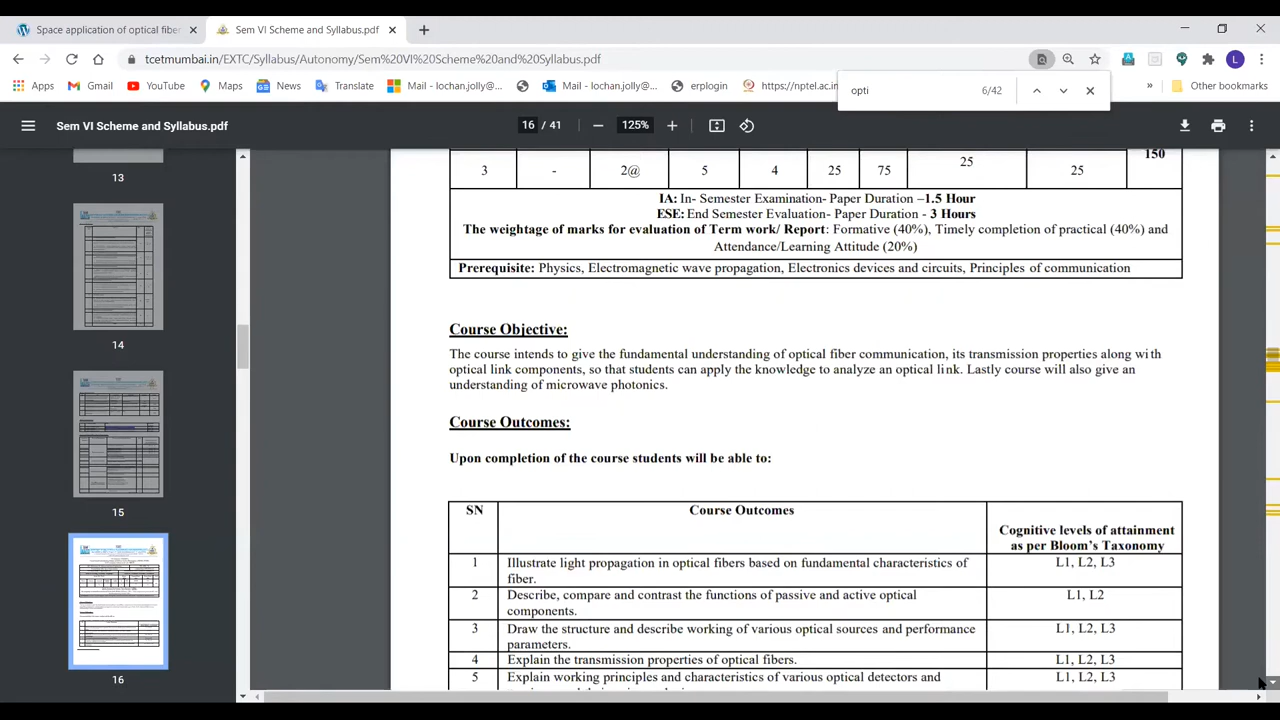 Space application of optical fiber
Sem VI Scheme and Syllabus.pdf
tcetmumbai.in/EXTC/Syllabus/Autonomy/Sem%20VI%20Scheme%20and%20Syllabus.pdf
L
Apps YouTube Maps News Translate Mail - lochan.jolly@... Mail - lochan.jolly@... erplogin https://nptel.ac.in » Other bookmarks
opti 6/42
Sem VI Scheme and Syllabus.pdf 16 / 41 125%
13
14
15
16
150
25
3 - 2@ 5 4 25 75 25
IA: In- Semester Examination- Paper Duration –1.5 Hour
ESE: End Semester Evaluation- Paper Duration - 3 Hours
The weightage of marks for evaluation of Term work/ Report: Formative (40%), Timely completion of practical (40%) and
Attendance/Learning Attitude (20%)
Prerequisite: Physics, Electromagnetic wave propagation, Electronics devices and circuits, Principles of communication
Course Objective:
The course intends to give the fundamental understanding of optical fiber communication, its transmission properties along with
optical link components, so that students can apply the knowledge to analyze an optical link. Lastly course will also give an
understanding of microwave photonics.
Course Outcomes:
Upon completion of the course students will be able to:
SN Course Outcomes
Cognitive levels of attainment
as per Bloom's Taxonomy
1 Illustrate light propagation in optical fibers based on fundamental characteristics of L1, L2, L3
fiber.
2 Describe, compare and contrast the functions of passive and active optical L1, L2
components.
3 Draw the structure and describe working of various optical sources and performance L1, L2, L3
parameters.
4 Explain the transmission properties of optical fibers. L1, L2, L3
5 Explain working principles and characteristics of various optical detectors and L1, L2, L3